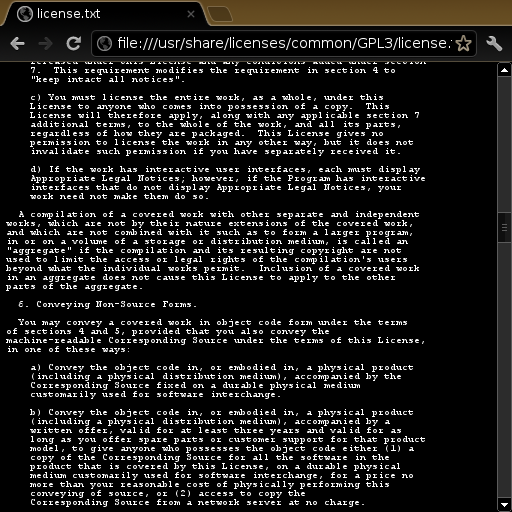 license.txt
file:///usr/share/licenses/common/GPL3/license.
released under this License and any conditions added under section
7.  This requirement modifies the requirement in section 4 to
"keep intact all notices".
c) You must license the entire work, as a whole, under this
License to anyone who comes into possession of a copy.  This
License will therefore apply, along with any applicable section 7
additional terms, to the whole of the work, and all its parts,
regardless of how they are packaged.  This License gives no
permission to license the work in any other way, but it does not
invalidate such permission if you have separately received it.
d) If the work has interactive user interfaces, each must display
Appropriate Legal Notices; however, if the Program has interactive
interfaces that do not display Appropriate Legal Notices, your
work need not make them do so.
A compilation of a covered work with other separate and independent
works, which are not by their nature extensions of the covered work,
and which are not combined with it such as to form a larger program,
in or on a volume of a storage or distribution medium, is called an
"aggregate" if the compilation and its resulting copyright are not
used to limit the access or legal rights of the compilation's users
beyond what the individual works permit.  Inclusion of a covered work
in an aggregate does not cause this License to apply to the other
parts of the aggregate.
6. Conveying Non-Source Forms.
You may convey a covered work in object code form under the terms
of sections 4 and 5, provided that you also convey the
machine-readable Corresponding Source under the terms of this License,
in one of these ways:
a) Convey the object code in, or embodied in, a physical product
(including a physical distribution medium), accompanied by the
Corresponding Source fixed on a durable physical medium
customarily used for software interchange.
b) Convey the object code in, or embodied in, a physical product
(including a physical distribution medium), accompanied by a
written offer, valid for at least three years and valid for as
long as you offer spare parts or customer support for that product
model, to give anyone who possesses the object code either (1) a
copy of the Corresponding Source for all the software in the
product that is covered by this License, on a durable physical
medium customarily used for software interchange, for a price no
more than your reasonable cost of physically performing this
conveying of source, or (2) access to copy the
Corresponding Source from a network server at no charge.